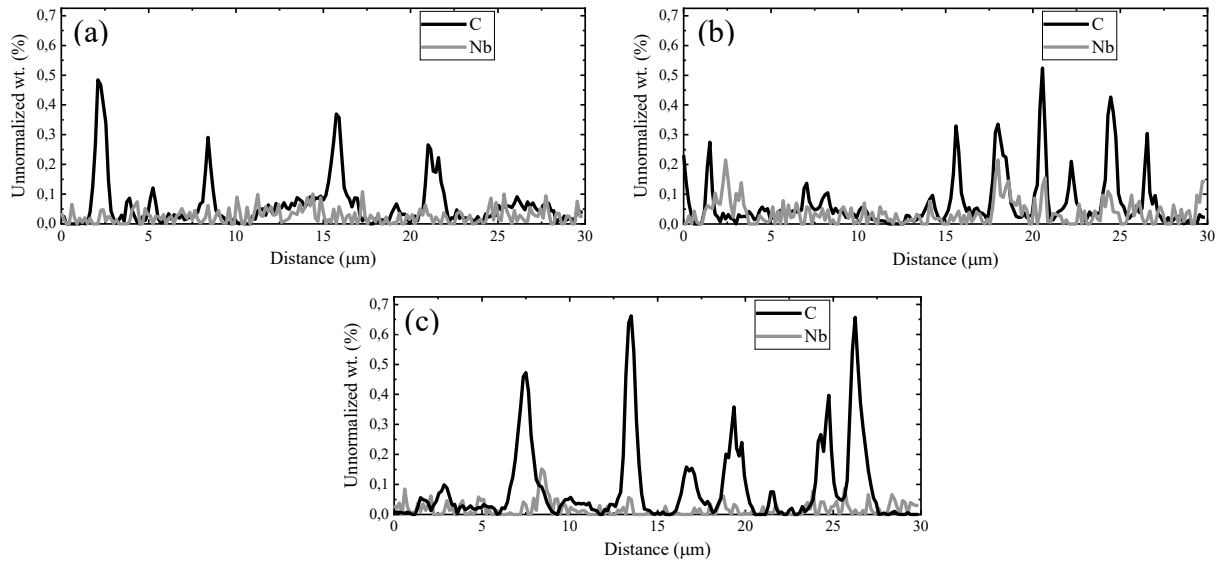 (a)
C
Nb
Unnormalized wt. (%)
0,7
0,6
0,5
0,4
0,3
0,2
0,1
0,0
0 5 10 15 20 25 30
Distance (μm)
(b)
C
Nb
Unnormalized wt. (%)
0,7
0,6
0,5
0,4
0,3
0,2
0,1
0,0
0 5 10 15 20 25 30
Distance (μm)
(c)
C
Nb
Unnormalized wt. (%)
0,7
0,6
0,5
0,4
0,3
0,2
0,1
0,0
0 5 10 15 20 25 30
Distance (μm)